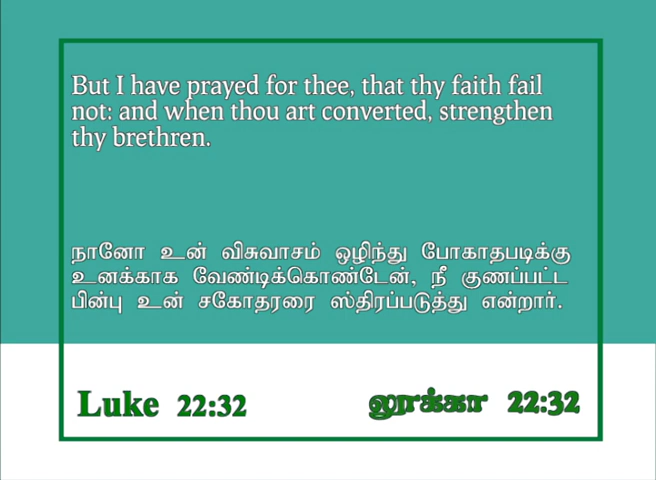 But I have prayed for thee, that thy faith fail
not: and when thou art converted, strengthen
thy brethren.
நானோ உன் விசுவாசம் ஒழிந்து போகாதபடிக்கு
உனக்காக வேண்டிக்கொண்டேன், நீ குணப்பட்ட
பின்பு உன் சகோதரரை ஸ்திரப்படுத்து என்றார்.
Luke 22:32 லூக்கா 22:32